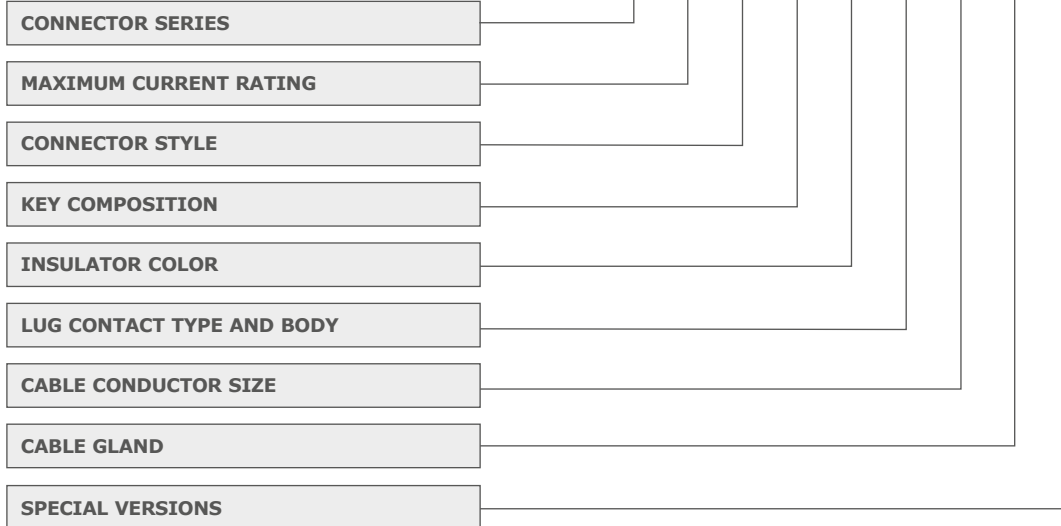 CONNECTOR SERIES
MAXIMUM CURRENT RATING
CONNECTOR STYLE
KEY COMPOSITION
INSULATOR COLOR
LUG CONTACT TYPE AND BODY
CABLE CONDUCTOR SIZE
CABLE GLAND
SPECIAL VERSIONS